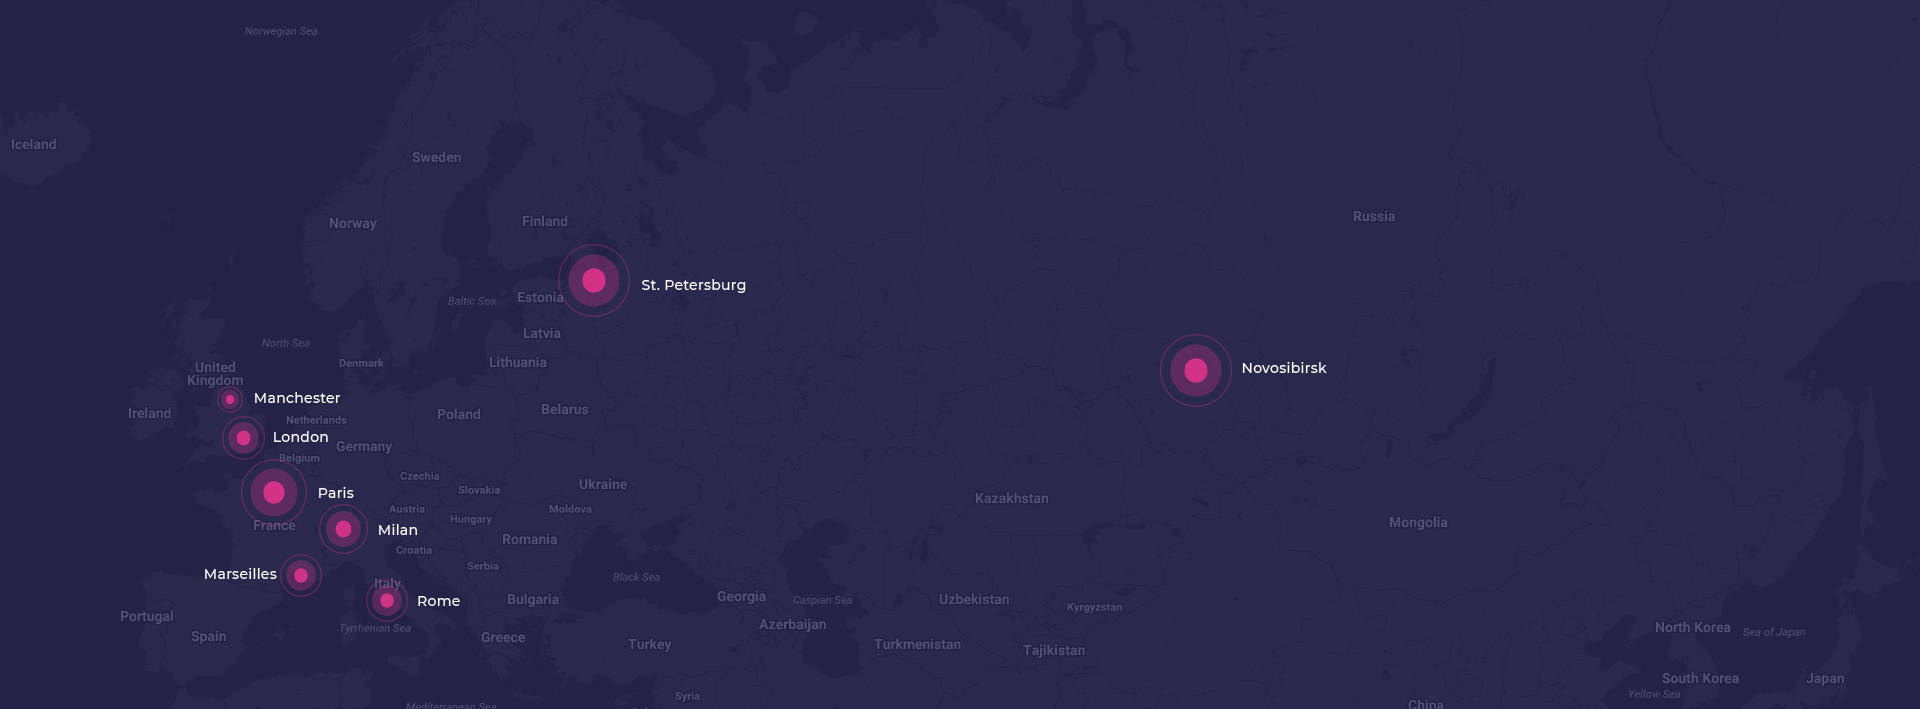 Norwegian Sea
Iceland
Sweden
Russia
Finland
Norway
St. Petersburg
Estonia
Baltic Sea
Latvia
North Sea
Denmark
Lithuania
United
Kingdom
Novosibirsk
Manchester
Ireland
Netherlands
Poland
Belarus
London
Germany
Belgium
Czechia
Slovakia
Ukraine
Paris
Kazakhstan
Austria
Moldova
Hungary
France
Mongolia
Milan
Romania
Croatia
Serbia
Marseilles
Black Sea
Italy
Georgia
Rome
Bulgaria
Caspian Sea
Uzbekistan
Kyrgyzstan
Portugal
Azerbaijan
Tyrrhenian Sea
North Korea
Sea of Japan
Spain
Greece
Turkey
Turkmenistan
Tajikistan
South Korea
Japan
Yellow Sea
Syria
Mediterranean Sea
China